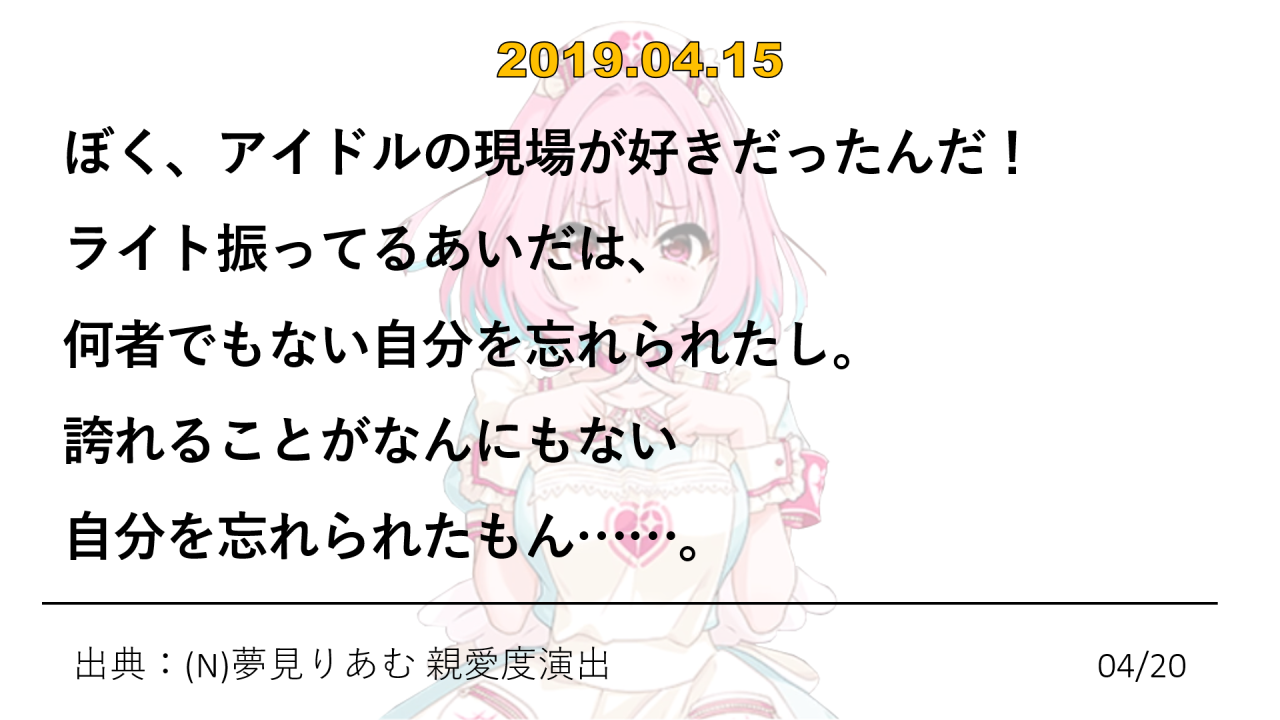 2019.04.15
ぼく、アイドルの現場が好きだったんだ！
ライト振ってるあいだは、
何者でもない自分を忘れられたし。
誇れることがなんにもない
自分を忘れられたもん……。
出典：(N)夢見りあむ 親愛度演出
04/20